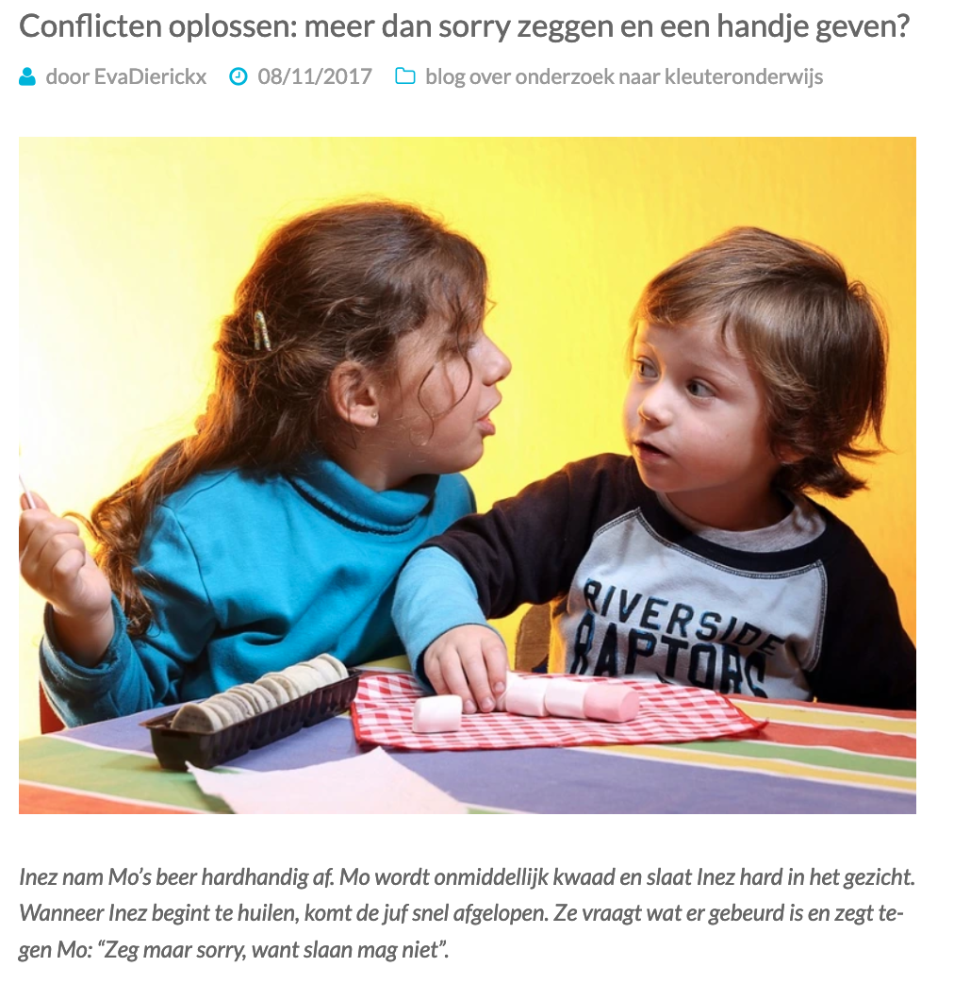 Conflicten oplossen: meer dan sorry zeggen en een handje geven?
door EvaDierickx 08/11/2017 blog over onderzoek naar kleuteronderwijs
RIVERSIDE
RAPTORS
Inez nam Mo’s beer hardhandig af. Mo wordt onmiddellijk kwaad en slaat Inez hard in het gezicht.
Wanneer Inez begint te huilen, komt de juf snel afgelopen. Ze vraagt wat er gebeurd is en zegt te-
gen Mo: “Zeg maar sorry, want slaan mag niet”.